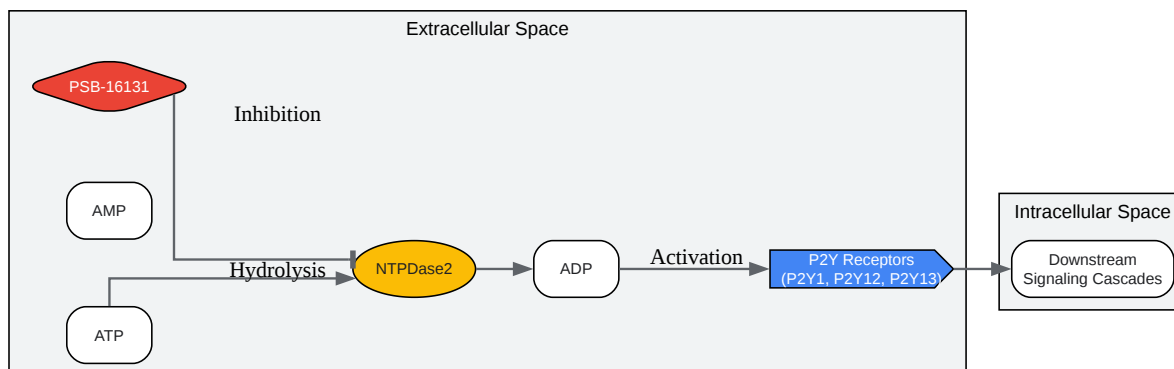 Extracellular Space
PSB-16131
Inhibition
AMP
Hydrolysis
ATP
NTPDase2
ADP
Activation
P2Y Receptors
(P2Y1, P2Y12, P2Y13)
Intracellular Space
Downstream
Signaling Cascades